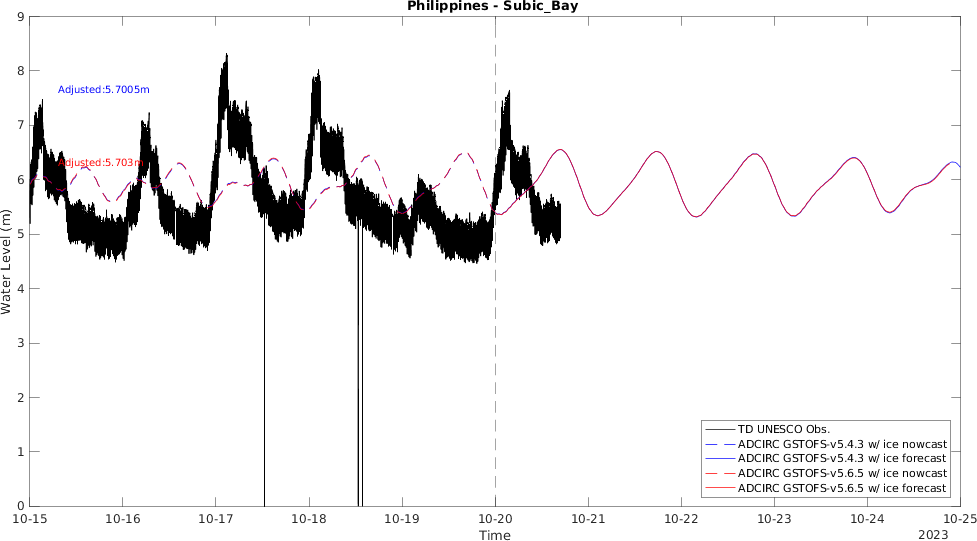 Philippines - Subic_Bay
Water Level (m)
9
8
7
6
5
4
3
2
1
0
Adjusted:5.7005m
Adjusted:5.703m
TD UNESCO Obs.
ADCIRC GSTOFS-v5.4.3 w/ ice nowcast
ADCIRC GSTOFS-v5.4.3 w/ ice forecast
ADCIRC GSTOFS-v5.6.5 w/ ice nowcast
ADCIRC GSTOFS-v5.6.5 w/ ice forecast
10-15 10-16 10-17 10-18 10-19 10-20 10-21 10-22 10-23 10-24 10-25
Time
2023